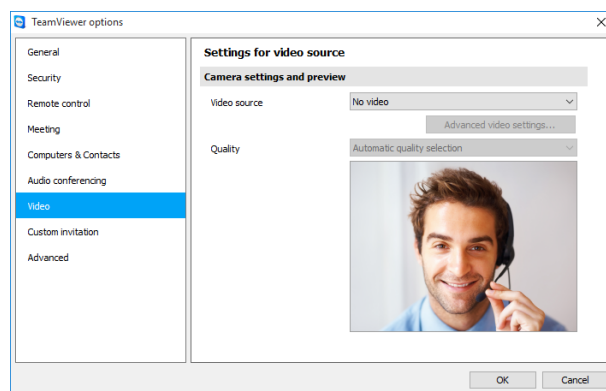 TeamViewer options
General
Security
Remote control
Meeting
Computers & Contacts
Audio conferencing
Video
Custom invitation
Advanced
Settings for video source
Camera settings and preview
Video source No video
Advanced video settings...
Quality Automatic quality selection
OK Cancel